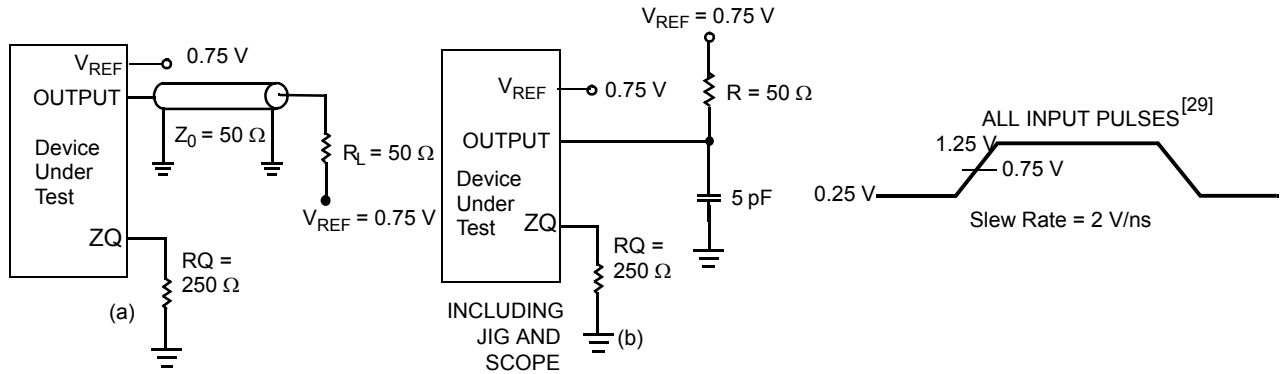 V_REF 0.75 V
OUTPUT
Z_0 = 50 Ω
Device
Under
Test
R_L = 50 Ω
V_REF = 0.75 V
ZQ
RQ =
250 Ω
(a)
V_REF = 0.75 V
R = 50 Ω
V_REF 0.75 V
OUTPUT
Device
Under
Test
5 pF
ZQ
RQ =
250 Ω
INCLUDING
JIG AND
SCOPE
(b)
ALL INPUT PULSES[29]
1.25 V
0.75 V
0.25 V
Slew Rate = 2 V/ns